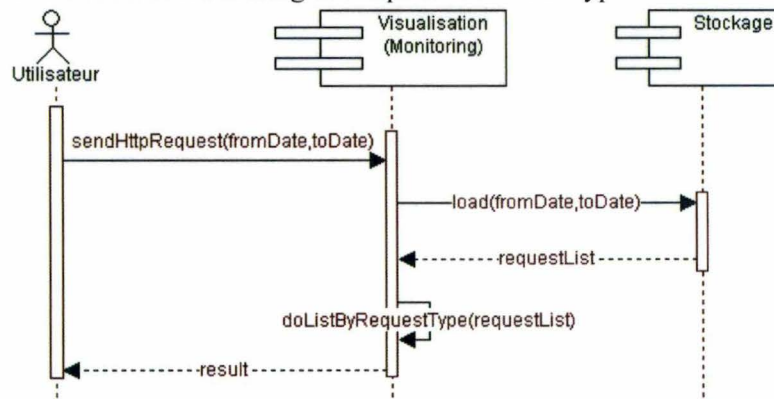 Visualisation
(Monitoring)
Stockage
Utilisateur
sendHttpRequest(fromDate,toDate)
load(fromDate,toDate)
requestList
doListByRequestType(requestList)
result